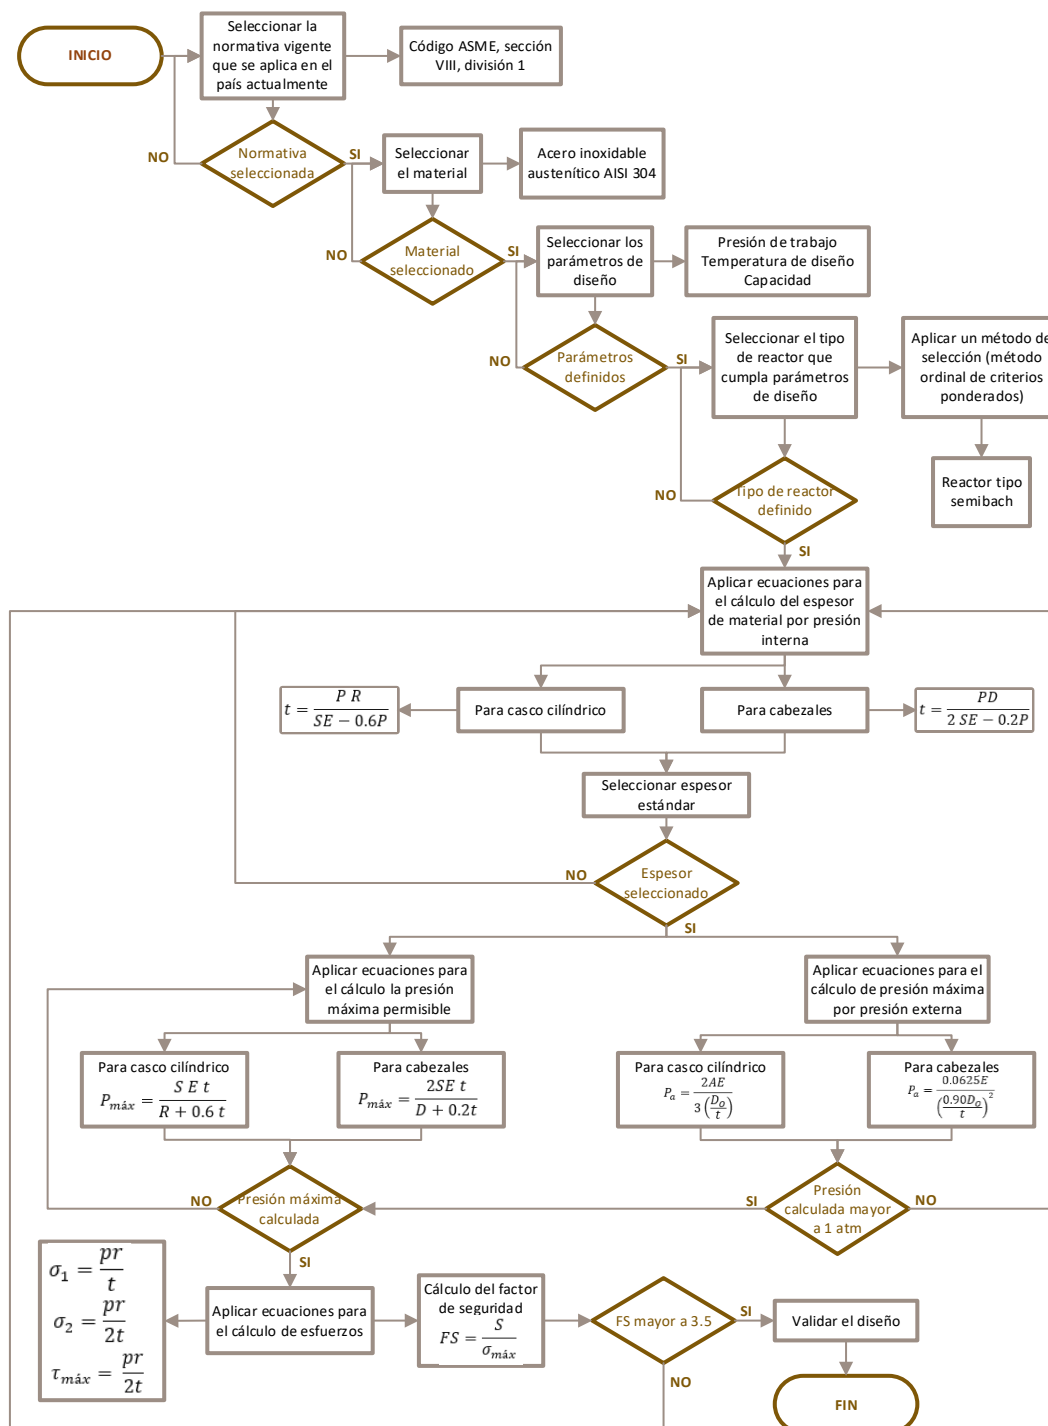 INICIO
Seleccionar la
normativa vigente
que se aplica en el
país actualmente
Código ASME, sección
VIII, división 1
Normativa
seleccionada
NO
SI
Seleccionar
el material
Acero inoxidable
austenítico AISI 304
Material
seleccionado
NO
SI
Seleccionar los
parámetros de
diseño
Presión de trabajo
Temperatura de diseño
Capacidad
Parámetros
definidos
NO
SI
Seleccionar el tipo
de reactor que
cumpla parámetros
de diseño
Aplicar un método de
selección (método
ordinal de criterios
ponderados)
Reactor tipo
semibach
Tipo de reactor
definido
NO
SI
Aplicar ecuaciones para
el cálculo del espesor
de material por presión
interna
Para casco cilíndrico
t = P R / (SE − 0.6P)
Para cabezales
t = PD / (2 SE − 0.2P)
Seleccionar espesor
estándar
Espesor
seleccionado
NO
SI
Aplicar ecuaciones para
el cálculo la presión
máxima permisible
Para casco cilíndrico
P_máx = S E t / (R + 0.6 t)
Para cabezales
P_máx = 2SE t / (D + 0.2t)
Aplicar ecuaciones para el
cálculo de presión máxima
por presión externa
Para casco cilíndrico
P_a = 2AE / (3 (D_o / t))
Para cabezales
P_a = 0.0625E / (0.90D_o / t)²
Presión máxima
calculada
NO
SI
Presión
calculada mayor
a 1 atm
SI
NO
σ₁ = pr / t
σ₂ = pr / 2t
τ_máx = pr / 2t
Aplicar ecuaciones para
el cálculo de esfuerzos
Cálculo del factor
de seguridad
FS = S / σ_máx
FS mayor a 3.5
SI
NO
Validar el diseño
FIN